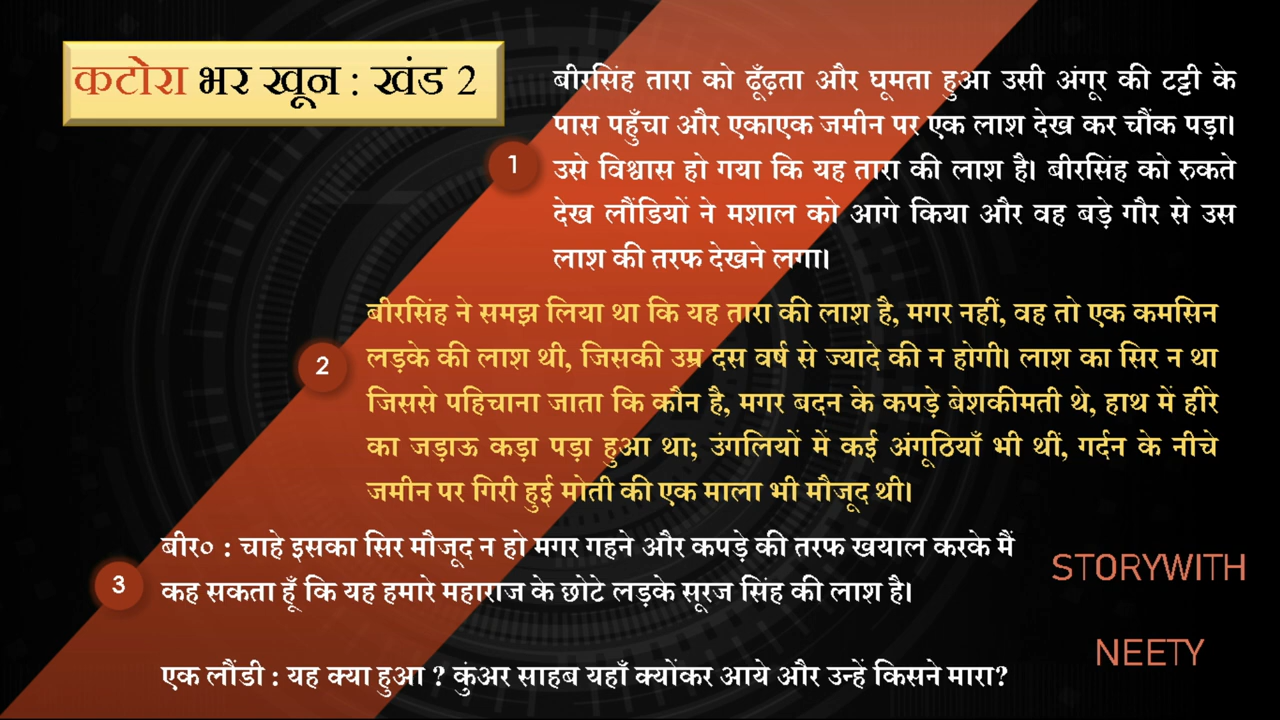 कटोरा भर खून : खंड 2
1
बीरसिंह तारा को ढूँढ़ता और घूमता हुआ उसी अंगूर की टट्टी के
पास पहुँचा और एकाएक जमीन पर एक लाश देख कर चौंक पड़ा।
उसे विश्वास हो गया कि यह तारा की लाश है। बीरसिंह को रुकते
देख लौंडियों ने मशाल को आगे किया और वह बड़े गौर से उस
लाश की तरफ देखने लगा।
2
बीरसिंह ने समझ लिया था कि यह तारा की लाश है, मगर नहीं, वह तो एक कमसिन
लड़के की लाश थी, जिसकी उम्र दस वर्ष से ज्यादे की न होगी। लाश का सिर न था
जिससे पहिचाना जाता कि कौन है, मगर बदन के कपड़े बेशकीमती थे, हाथ में हीरे
का जड़ाऊ कड़ा पड़ा हुआ था; उंगलियों में कई अंगूठियाँ भी थीं, गर्दन के नीचे
जमीन पर गिरी हुई मोती की एक माला भी मौजूद थी।
3
बीर० : चाहे इसका सिर मौजूद न हो मगर गहने और कपड़े की तरफ खयाल करके मैं
कह सकता हूँ कि यह हमारे महाराज के छोटे लड़के सूरज सिंह की लाश है।
एक लौंडी : यह क्या हुआ ? कुंअर साहब यहाँ क्योंकर आये और उन्हें किसने मारा?
STORYWITH
NEETY